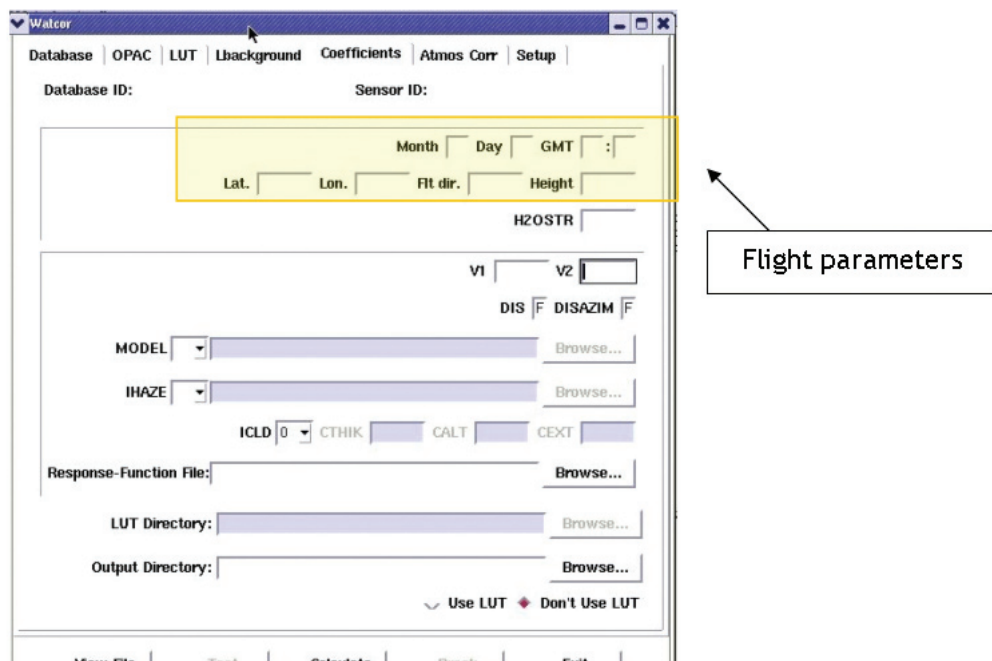 Watcor
Database OPAC LUT Lbackground Coefficients Atmos Corr Setup
Database ID: Sensor ID:
Month Day GMT :
Lat. Lon. Flt dir. Height
H2OSTR
Flight parameters
V1 V2
DIS F DISAZIM F
MODEL Browse...
IHAZE Browse...
ICLD 0 CTHIK CALT CEXT
Response-Function File: Browse...
LUT Directory: Browse...
Output Directory: Browse...
Use LUT Don't Use LUT
View File Calculate Exit